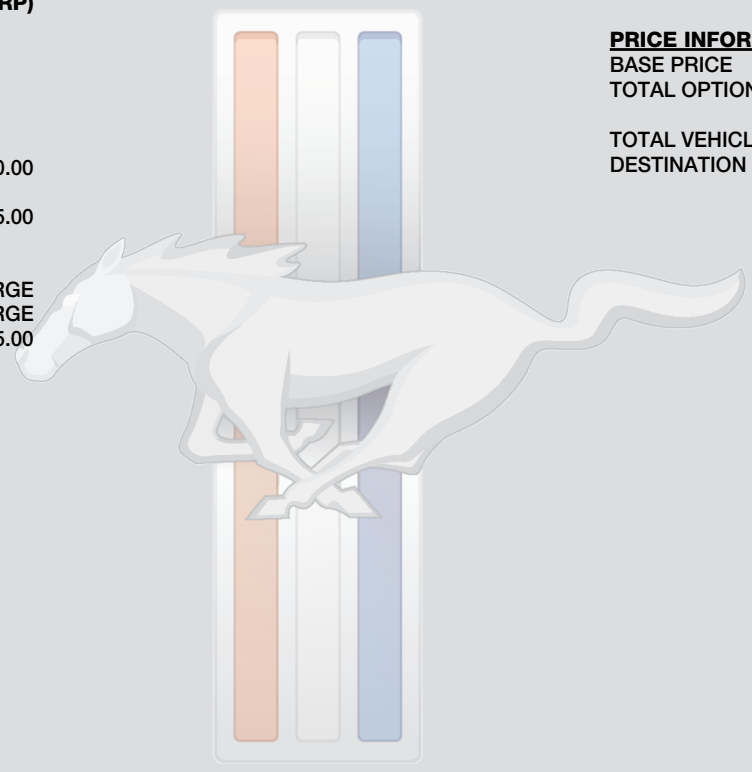 RP)
0.00
5.00
RGE
RGE
5.00
PRICE INFOR
BASE PRICE
TOTAL OPTION
TOTAL VEHICL
DESTINATION